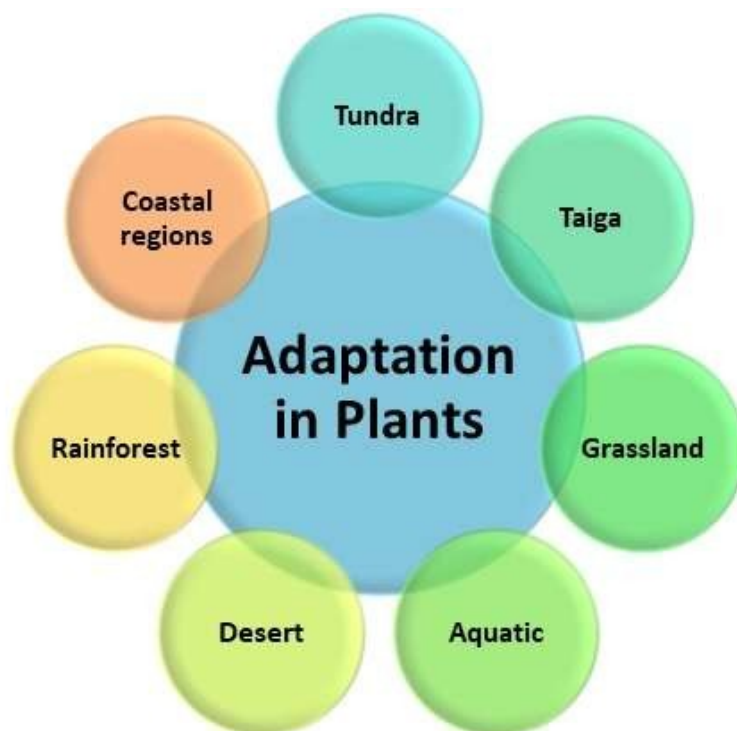 Tundra
Taiga
Grassland
Aquatic
Desert
Rainforest
Coastal
regions
Adaptation
in Plants